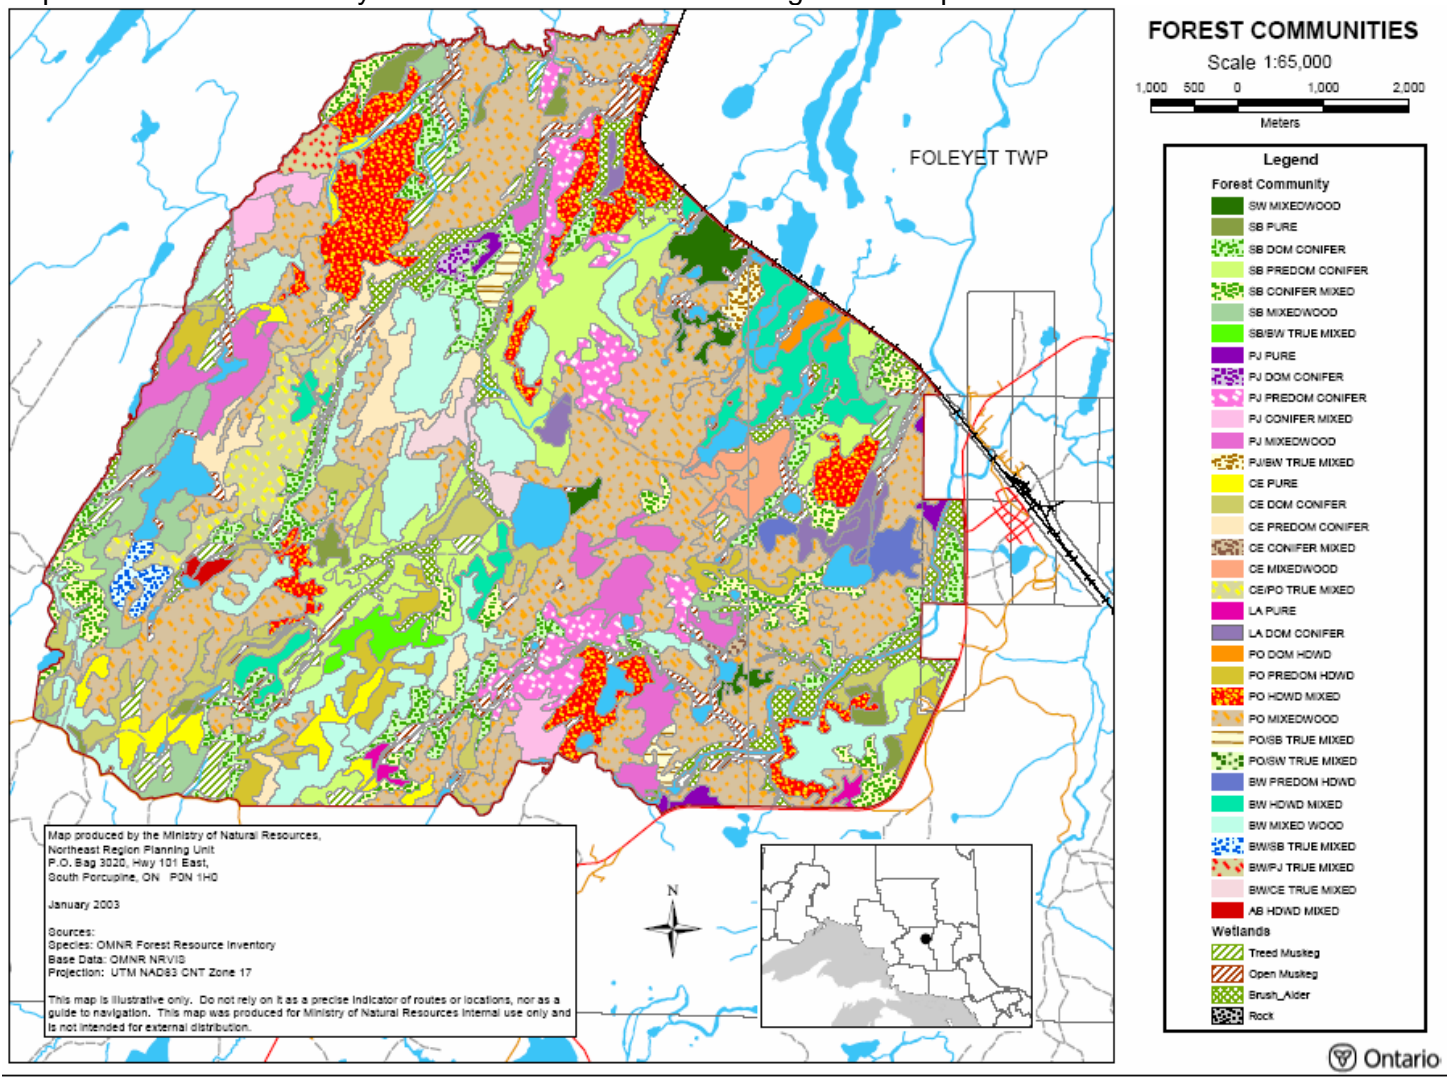 FOREST COMMUNITIES
Scale 1:65,000
1,000 500 0 1,000 2,000
Meters
FOLEYET TWP
Legend
Forest Community
SW MIXEDWOOD
SB PURE
SB DOM CONIFER
SB PREDOM CONIFER
SB CONIFER MIXED
SB MIXEDWOOD
SB/BW TRUE MIXED
PJ PURE
PJ DOM CONIFER
PJ PREDOM CONIFER
PJ CONIFER MIXED
PJ MIXEDWOOD
PJ/BW TRUE MIXED
CE PURE
CE DOM CONIFER
CE PREDOM CONIFER
CE CONIFER MIXED
CE MIXEDWOOD
CE/PO TRUE MIXED
LA PURE
LA DOM CONIFER
PO DOM HDWD
PO PREDOM HDWD
PO HDWD MIXED
PO MIXEDWOOD
PO/SB TRUE MIXED
PO/SW TRUE MIXED
BW PREDOM HDWD
BW HDWD MIXED
BW MIXED WOOD
BW/SB TRUE MIXED
BW/PJ TRUE MIXED
BW/CE TRUE MIXED
AB HDWD MIXED
Wetlands
Treed Muskeg
Open Muskeg
Brush_Alder
Rock
Map produced by the Ministry of Natural Resources,
Northeast Region Planning Unit
P.O. Bag 3020, Hwy 101 East,
South Porcupine, ON P0N 1H0
January 2003
Sources:
Species: OMNR Forest Resource Inventory
Base Data: OMNR NRVIS
Projection: UTM NAD83 CNT Zone 17
This map is illustrative only. Do not rely on it as a precise indicator of routes or locations, nor as a
guide to navigation. This map was produced for Ministry of Natural Resources internal use only and
is not intended for external distribution.
N
Ontario